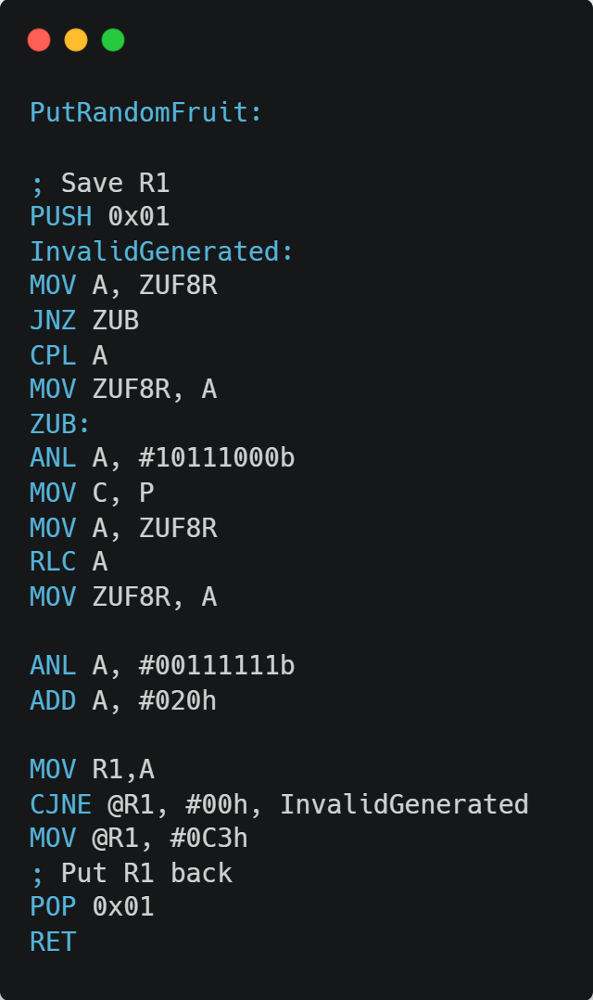 PutRandomFruit:
; Save R1
PUSH 0x01
InvalidGenerated:
MOV A, ZUF8R
JNZ ZUB
CPL A
MOV ZUF8R, A
ZUB:
ANL A, #10111000b
MOV C, P
MOV A, ZUF8R
RLC A
MOV ZUF8R, A
ANL A, #00111111b
ADD A, #020h
MOV R1,A
CJNE @R1, #00h, InvalidGenerated
MOV @R1, #0C3h
; Put R1 back
POP 0x01
RET